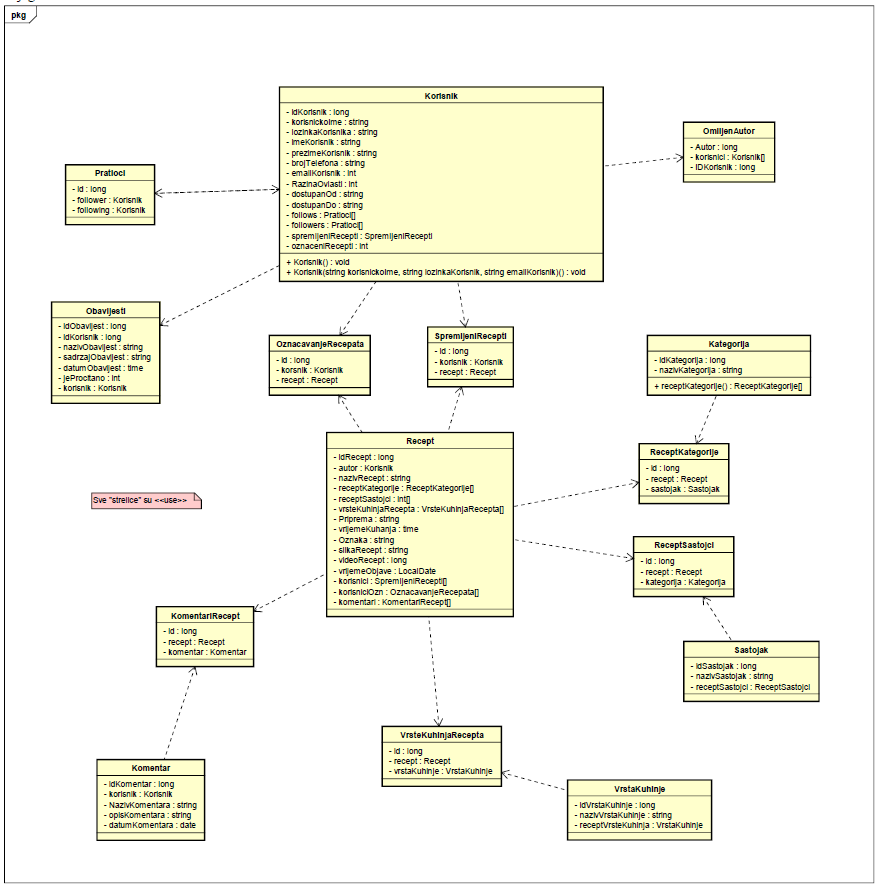 pkg
Korisnik
- idKorisnik : long
- korisnickoIme : string
- lozinkaKorisnika : string
- imeKorisnik : string
- prezimeKorisnik : string
- brojTelefona : string
- emailKorisnik : int
- RazinaOvlasti : int
- dostupanOd : string
- dostupanDo : string
- follows : Pratioci[]
- followers : Pratioci[]
- spremljeniRecepti : SpremljeniRecepti
- oznaceniRecepti : int
+ Korisnik() : void
+ Korisnik(string korisnickoIme, string lozinkaKorisnik, string emailKorisnik)() : void
OmiljenAutor
- Autor : long
- korisnici : Korisnik[]
- IDKorisnik : long
Pratioci
- id : long
- follower : Korisnik
- following : Korisnik
Obavijesti
- idObavijest : long
- idKorisnik : long
- nazivObavijest : string
- sadrzajObavijest : string
- datumObavijest : time
- jeProcitano : int
- korisnik : Korisnik
OznacavanjeRecepata
- id : long
- korsnik : Korisnik
- recept : Recept
SpremljeniRecepti
- id : long
- korisnik : Korisnik
- recept : Recept
Kategorija
- idKategorija : long
- nazivKategorija : string
+ receptKategorije() : ReceptKategorije[]
Recept
- idRecept : long
- autor : Korisnik
- nazivRecept : string
- receptKategorije : ReceptKategorije[]
- receptSastojci : int[]
- vrsteKuhinjaRecepta : VrsteKuhinjaRecepta[]
- Priprema : string
- vrijemeKuhanja : time
- Oznaka : string
- slikaRecept : string
- videoRecept : long
- vrijemeObjave : LocalDate
- korisnici : SpremljeniRecepti[]
- korisniciOzn : OznacavanjeRecepata[]
- komentari : KomentariRecept[]
ReceptKategorije
- id : long
- recept : Recept
- sastojak : Sastojak
Sve "strelice" su <<use>>
ReceptSastojci
- id : long
- recept : Recept
- kategorija : Kategorija
KomentariRecept
- id : long
- recept : Recept
- komentar : Komentar
Sastojak
- idSastojak : long
- nazivSastojak : string
- receptSastojci : ReceptSastojci
VrsteKuhinjaRecepta
- id : long
- recept : Recept
- vrstaKuhinje : VrstaKuhinje
Komentar
- idKomentar : long
- korisnik : Korisnik
- NazivKomentara : string
- opisKomentara : string
- datumKomentara : date
VrstaKuhinje
- idVrstaKuhinje : long
- nazivVrstaKuhinje : string
- receptVrsteKuhinja : VrstaKuhinje